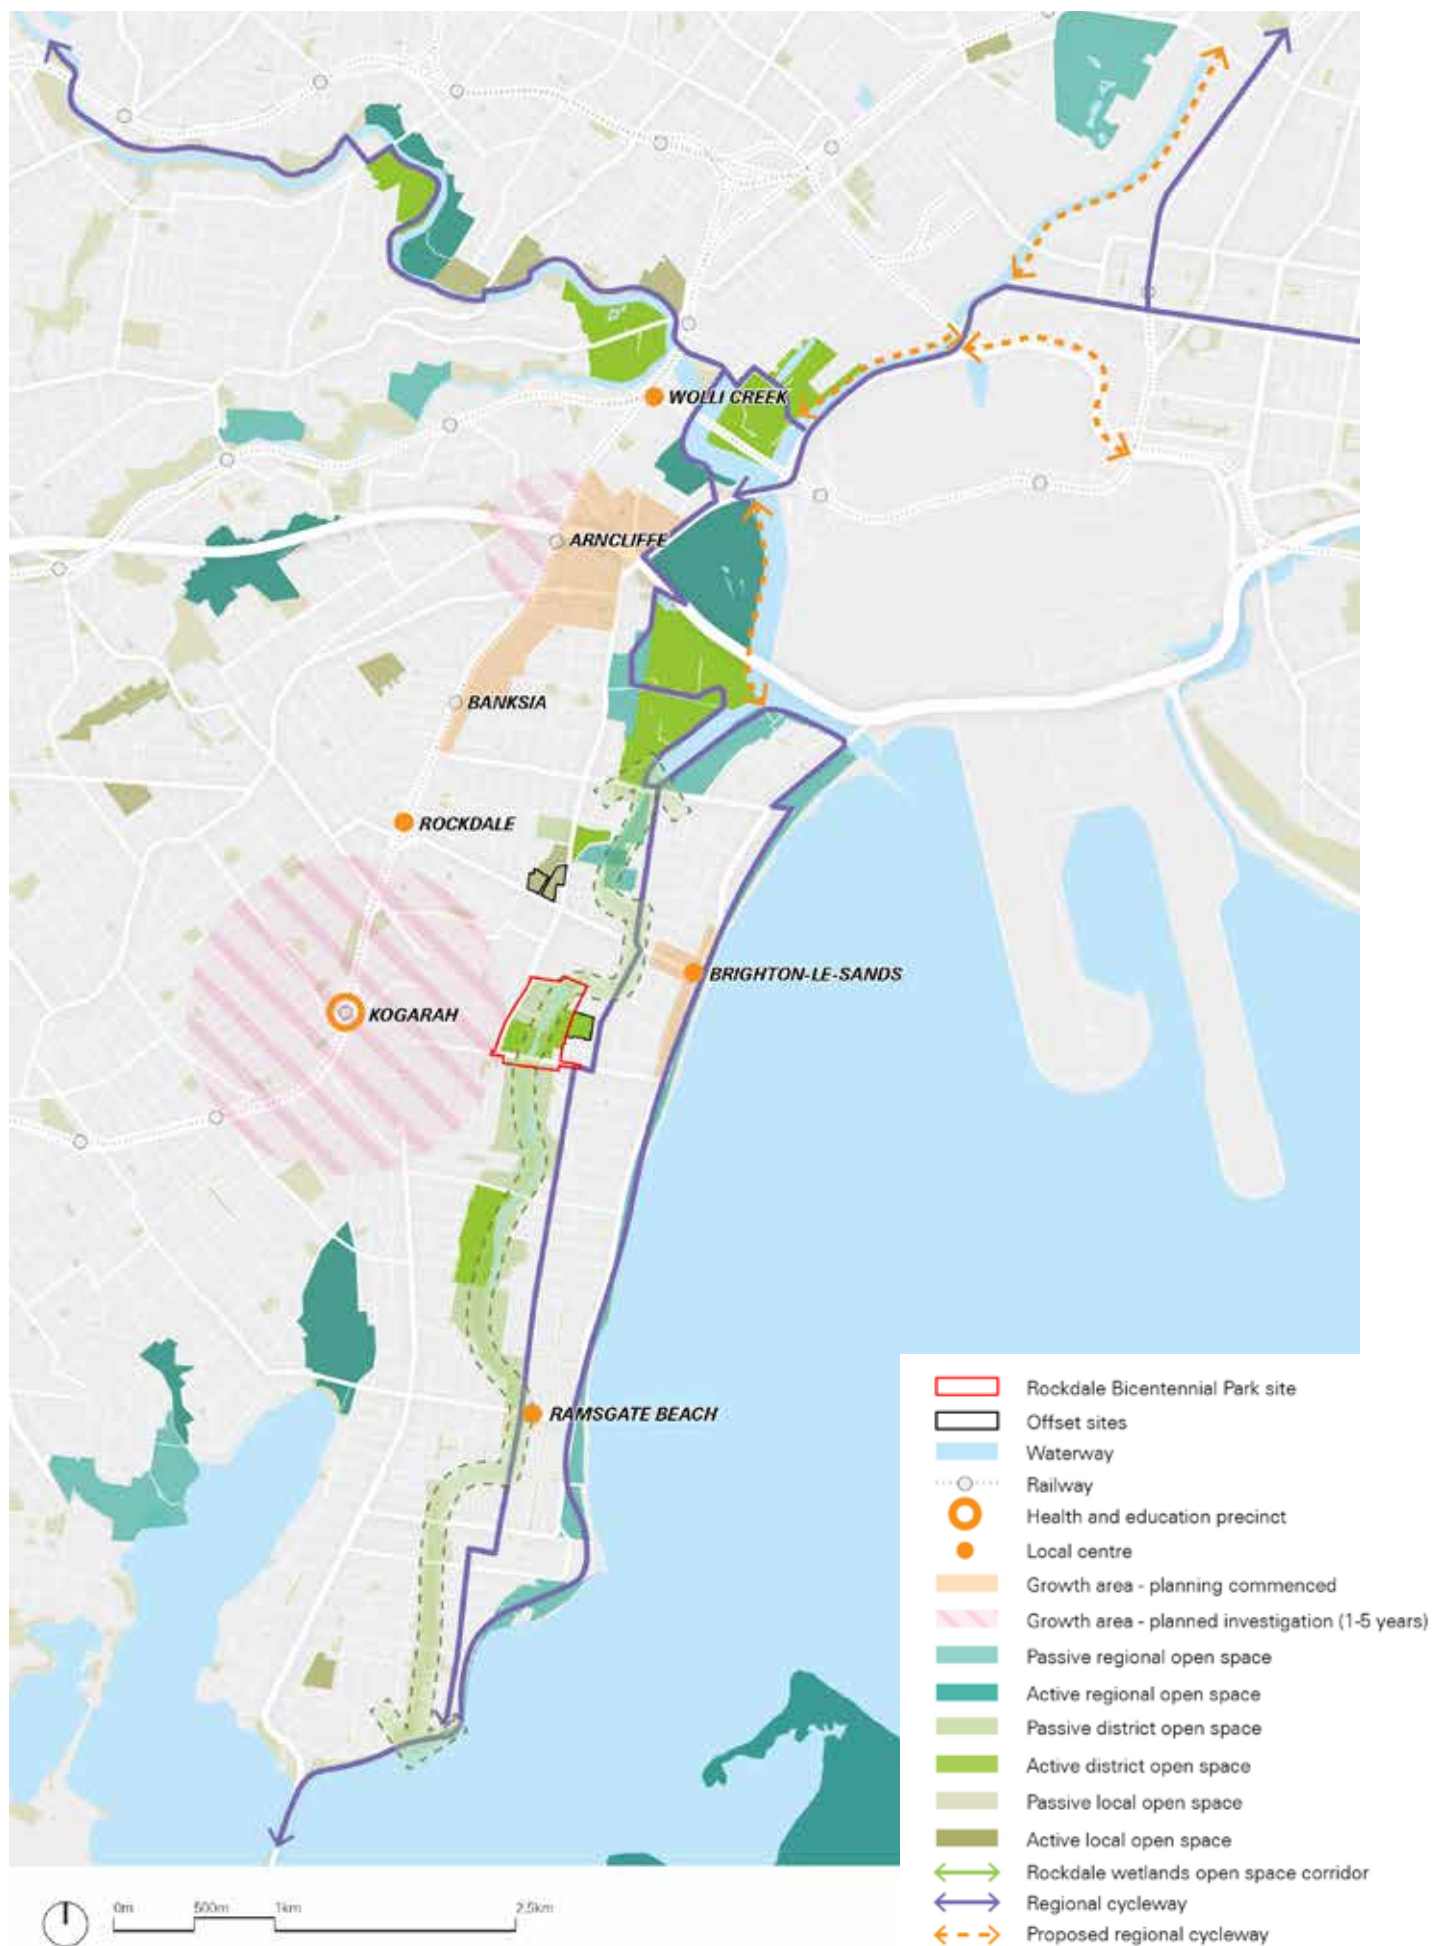 WOLLI CREEK
ARNCLIFFE
BANKSIA
ROCKDALE
BRIGHTON-LE-SANDS
KOGARAH
RAMSGATE BEACH
Rockdale Bicentennial Park site
Offset sites
Waterway
Railway
Health and education precinct
Local centre
Growth area - planning commenced
Growth area - planned investigation (1-5 years)
Passive regional open space
Active regional open space
Passive district open space
Active district open space
Passive local open space
Active local open space
Rockdale wetlands open space corridor
Regional cycleway
Proposed regional cycleway
0m 500m 1km 2.5km